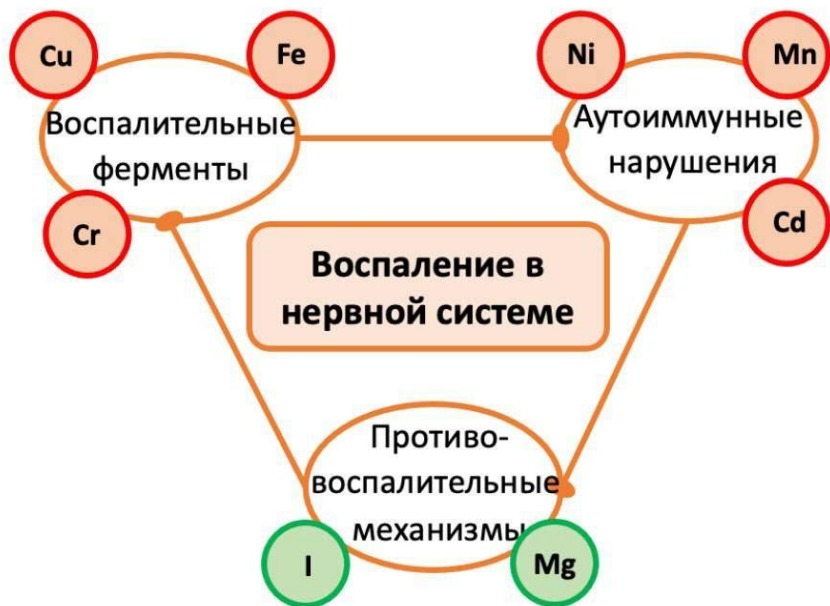 Cu
Fe
Ni
Mn
Воспалительные
ферменты
Аутоиммунные
нарушения
Cr
Cd
Воспаление в
нервной системе
Противо-
воспалительные
механизмы
I
Mg